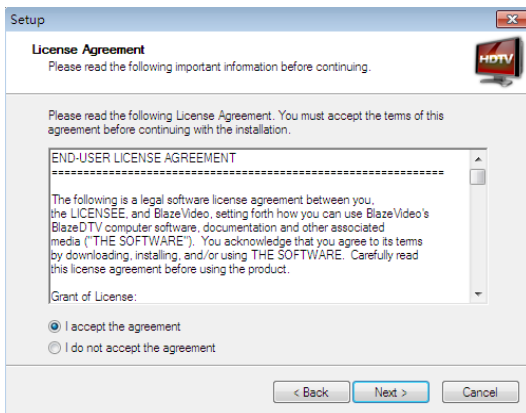 Setup
License Agreement
Please read the following important information before continuing.
HDTV
Please read the following License Agreement. You must accept the terms of this
agreement before continuing with the installation.
END-USER LICENSE AGREEMENT
============================================================
The following is a legal software license agreement between you,
the LICENSEE, and BlazeVideo, setting forth how you can use BlazeVideo's
BlazeDTV computer software, documentation and other associated
media ("THE SOFTWARE"). You acknowledge that you agree to its terms
by downloading, installing, and/or using THE SOFTWARE. Carefully read
this license agreement before using the product.
Grant of License:
I accept the agreement
I do not accept the agreement
< Back Next > Cancel